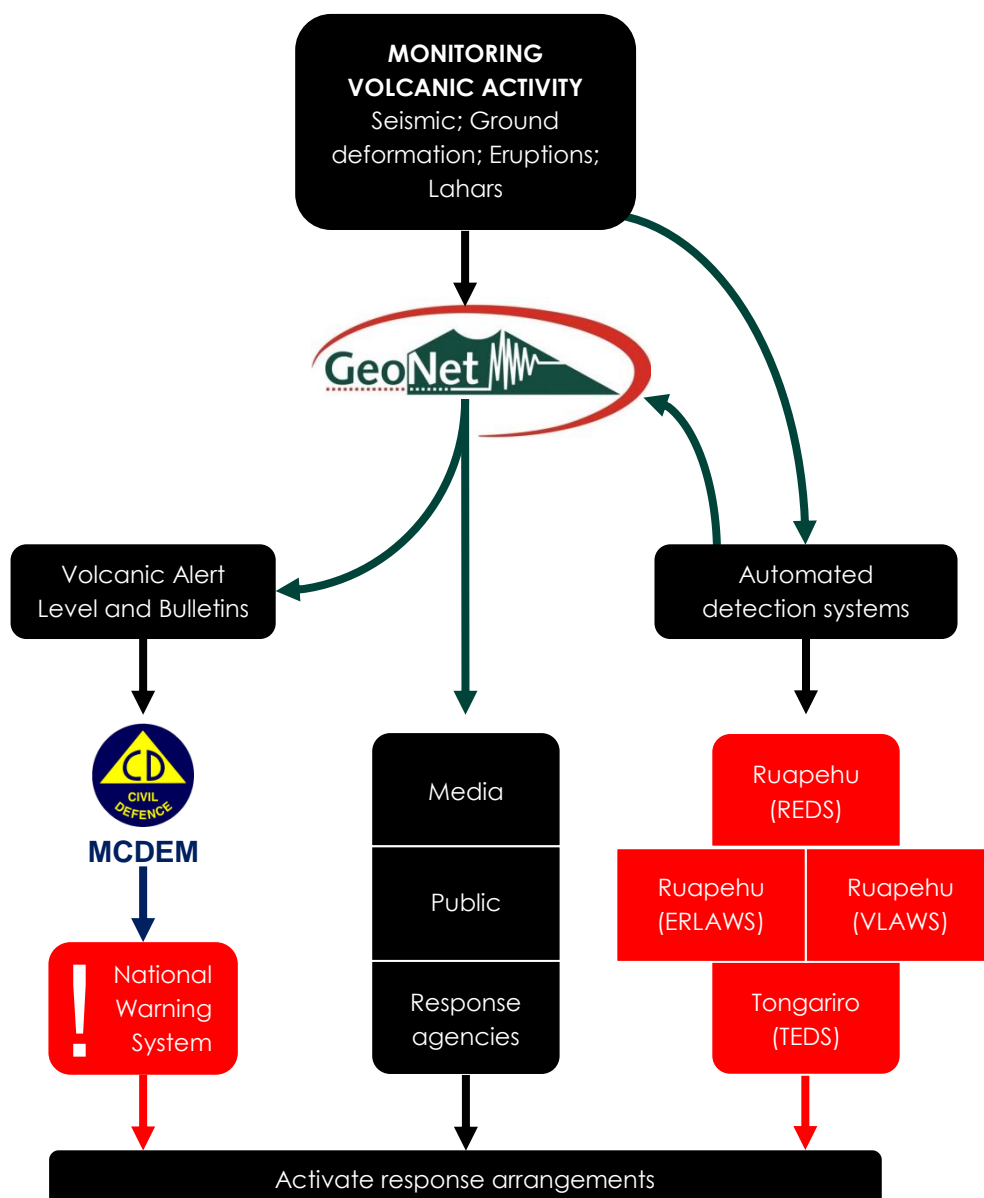 MONITORING
VOLCANIC ACTIVITY
Seismic; Ground
deformation; Eruptions;
Lahars
GeoNet
Volcanic Alert
Level and Bulletins
Automated
detection systems
CD
CIVIL
DEFENCE
MCDEM
!
National
Warning
System
Media
Public
Response
agencies
Ruapehu
(REDS)
Ruapehu
(ERLAWS)
Ruapehu
(VLAWS)
Tongariro
(TEDS)
Activate response arrangements